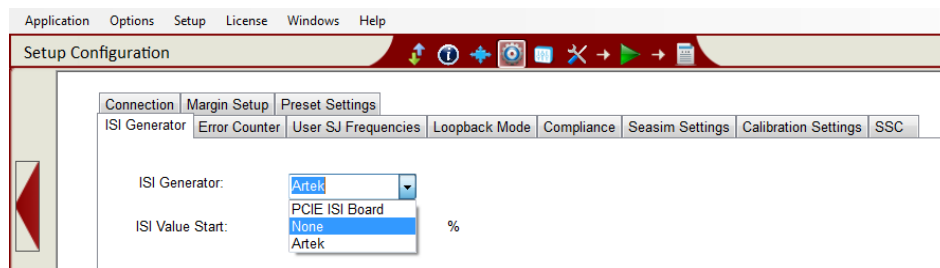 Application Options Setup License Windows Help
Setup Configuration
Connection Margin Setup Preset Settings
ISI Generator Error Counter User SJ Frequencies Loopback Mode Compliance Seasim Settings Calibration Settings SSC
ISI Generator: Artek
PCIE ISI Board
ISI Value Start: None %
Artek